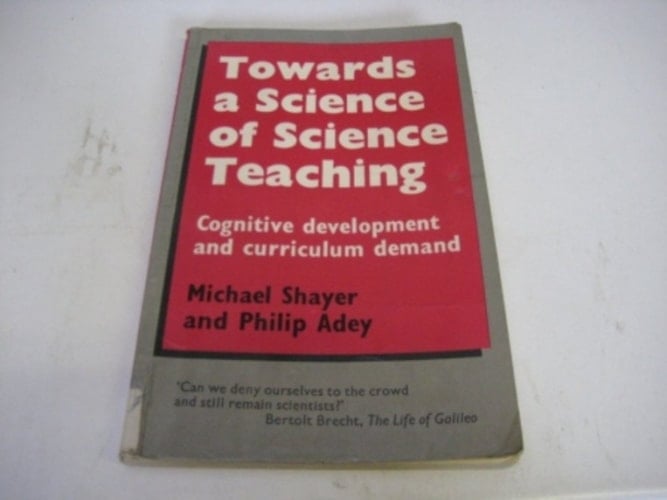 Towards
a Science
of Science
Teaching
Cognitive development
and curriculum demand
Michael Shayer
and Philip Adey
'Can we deny ourselves to the crowd
and still remain scientists?'
Bertolt Brecht, The Life of Galileo